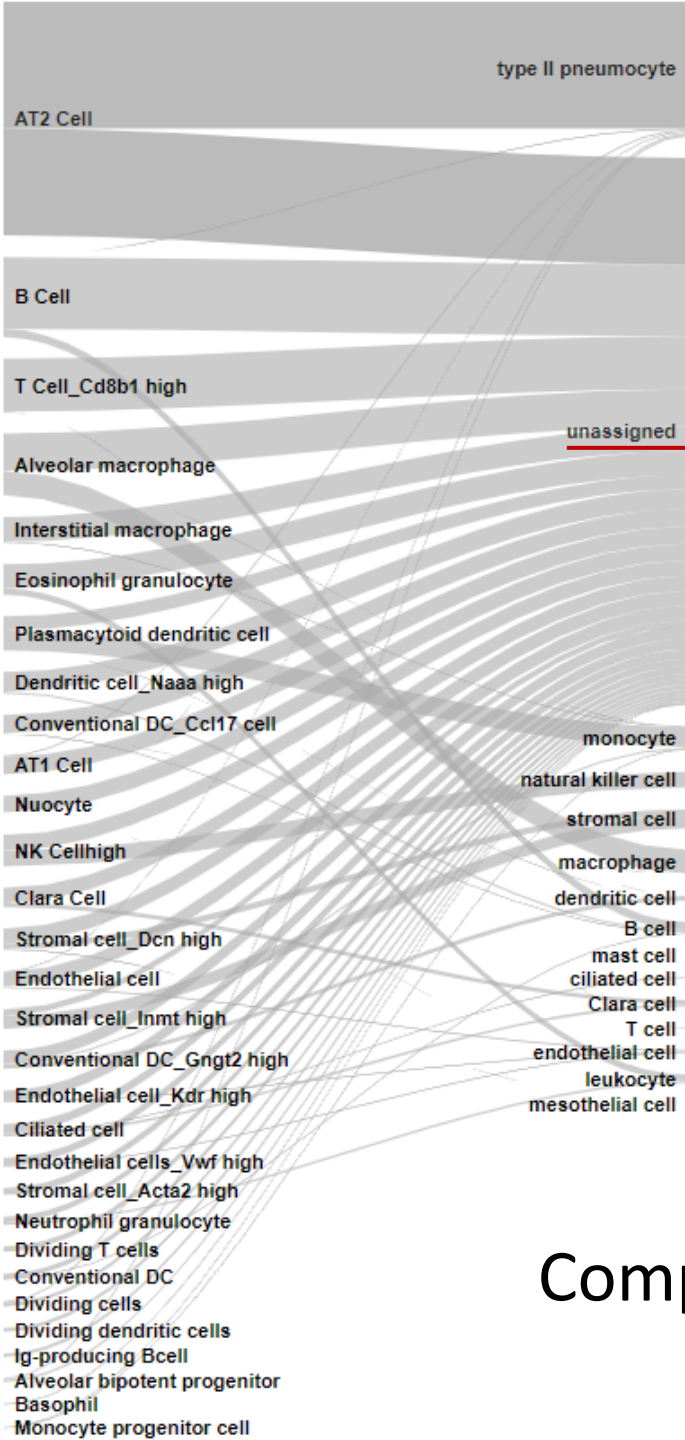 AT2 Cell
B Cell
T Cell_Cd8b1 high
Alveolar macrophage
Interstitial macrophage
Eosinophil granulocyte
Plasmacytoid dendritic cell
Dendritic cell_Naaa high
Conventional DC_Ccl17 cell
AT1 Cell
Nuocyte
NK Cellhigh
Clara Cell
Stromal cell_Dcn high
Endothelial cell
Stromal cell_Inmt high
Conventional DC_Gngt2 high
Endothelial cell_Kdr high
Ciliated cell
Endothelial cells_Vwf high
Stromal cell_Acta2 high
Neutrophil granulocyte
Dividing T cells
Conventional DC
Dividing cells
Dividing dendritic cells
Ig-producing Bcell
Alveolar bipotent progenitor
Basophil
Monocyte progenitor cell
type II pneumocyte
unassigned
monocyte
natural killer cell
stromal cell
macrophage
dendritic cell
B cell
mast cell
ciliated cell
Clara cell
T cell
endothelial cell
leukocyte
mesothelial cell
Comp